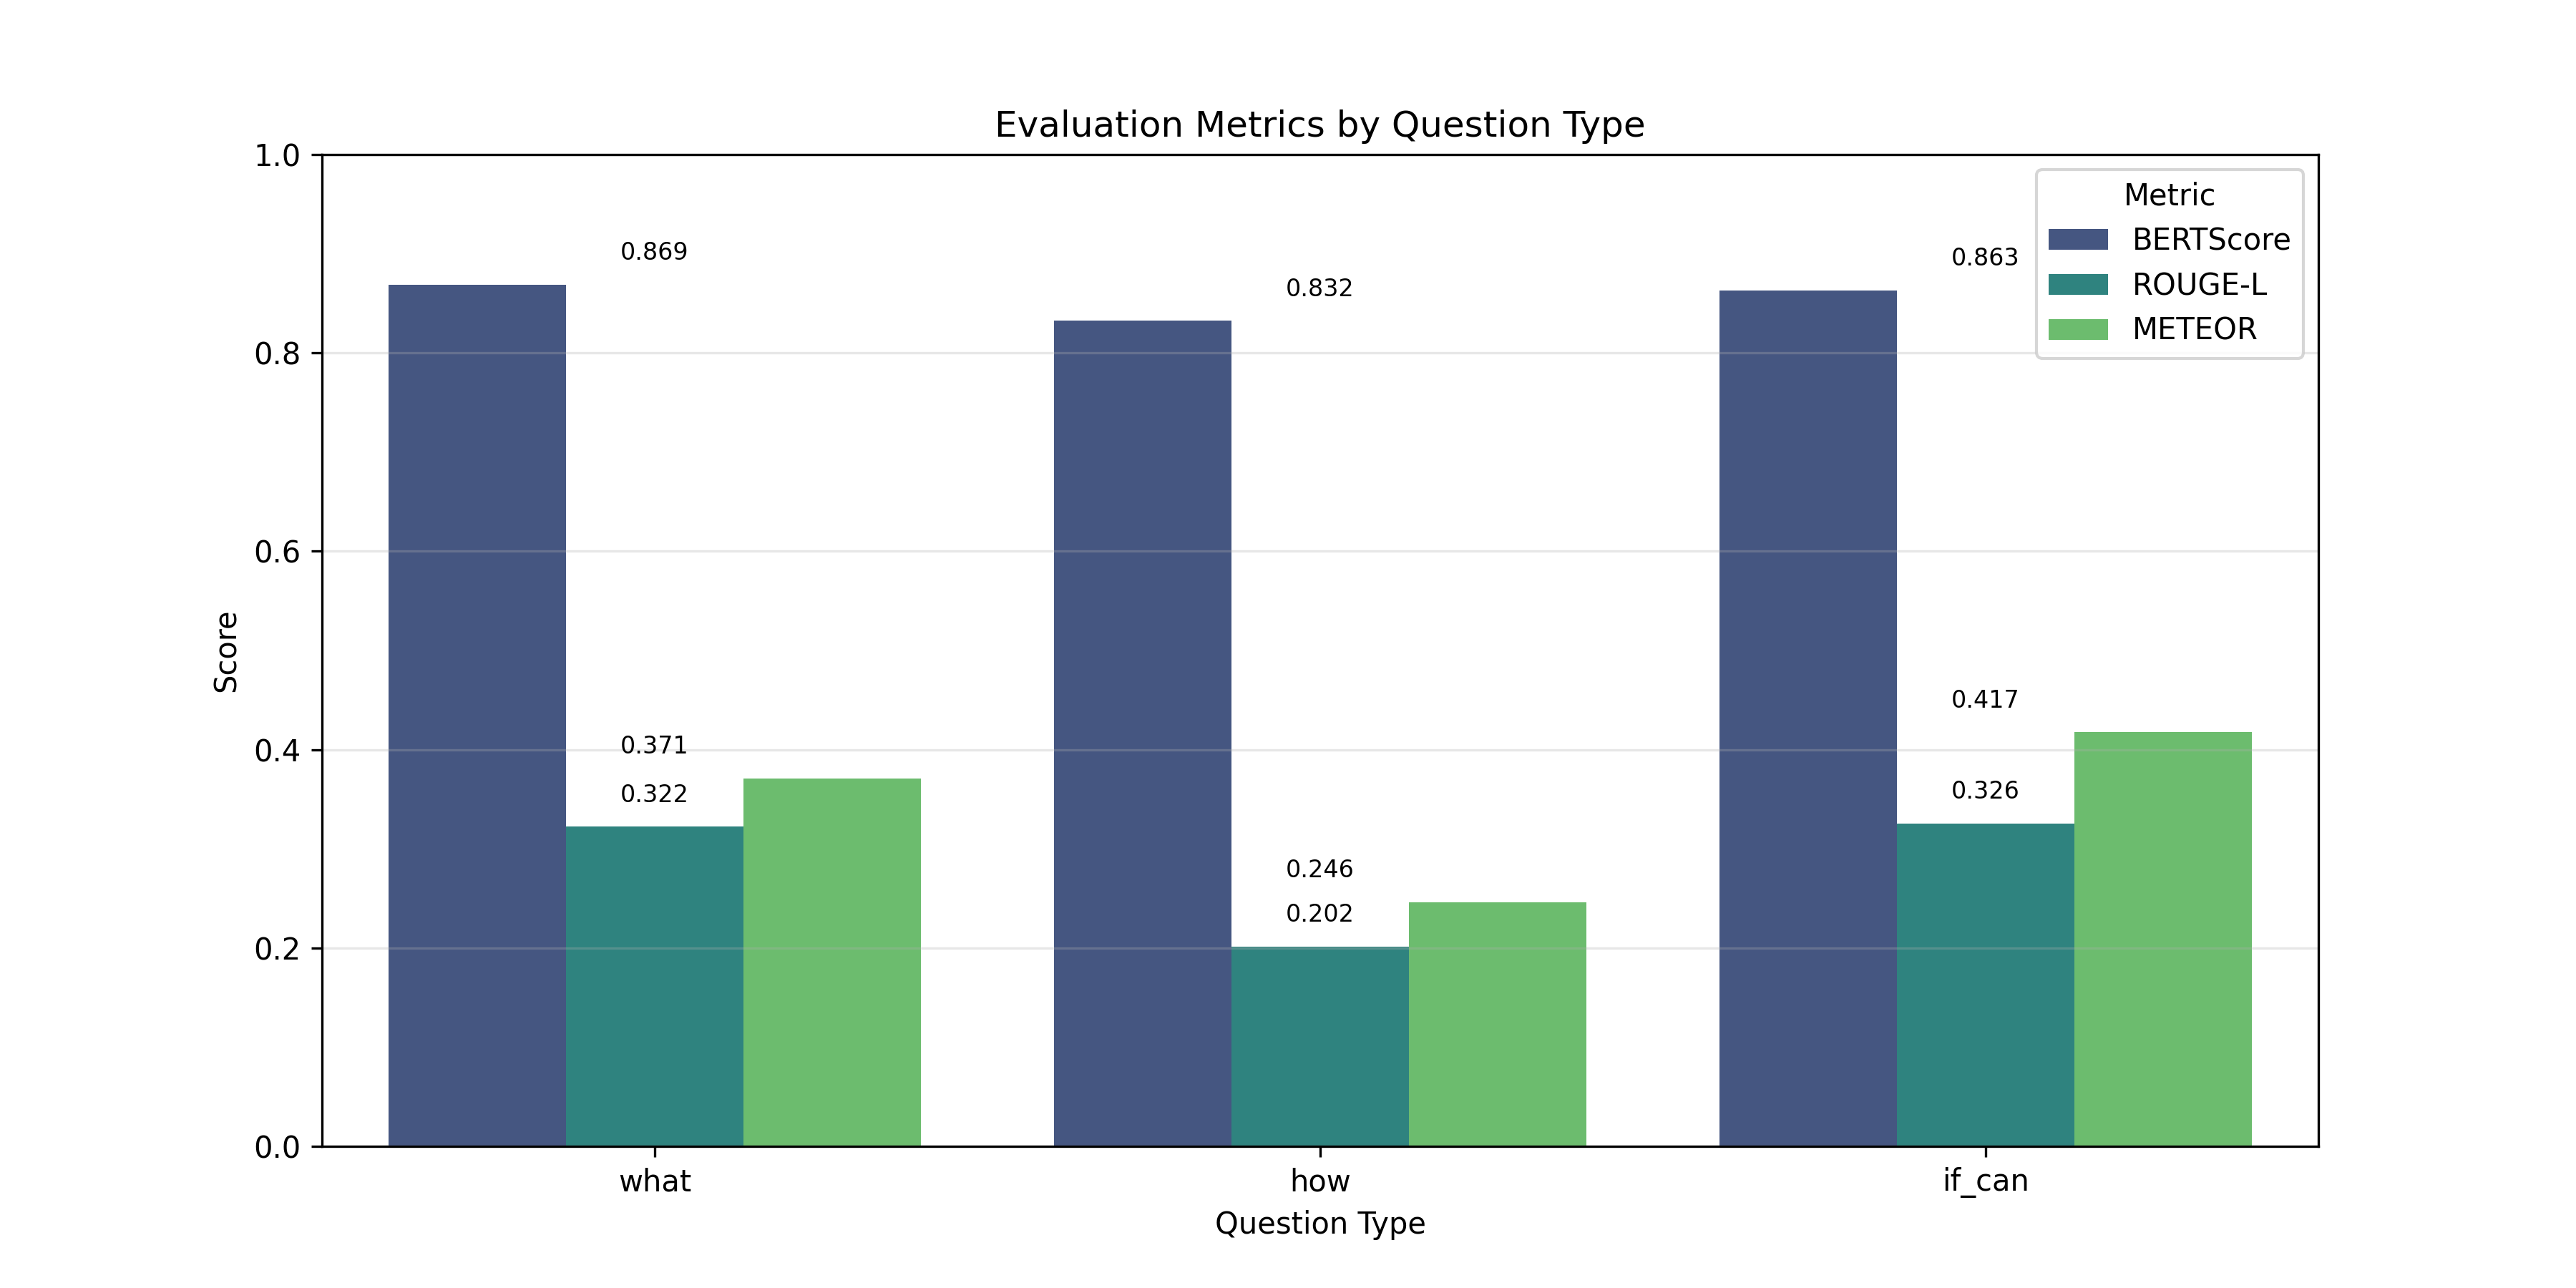 Evaluation Metrics by Question Type
1.0
0.8
0.6
0.4
0.2
0.0
Score
0.869
0.371
0.322
0.832
0.246
0.202
0.863
0.417
0.326
Metric
BERTScore
ROUGE-L
METEOR
what
how
if_can
Question Type